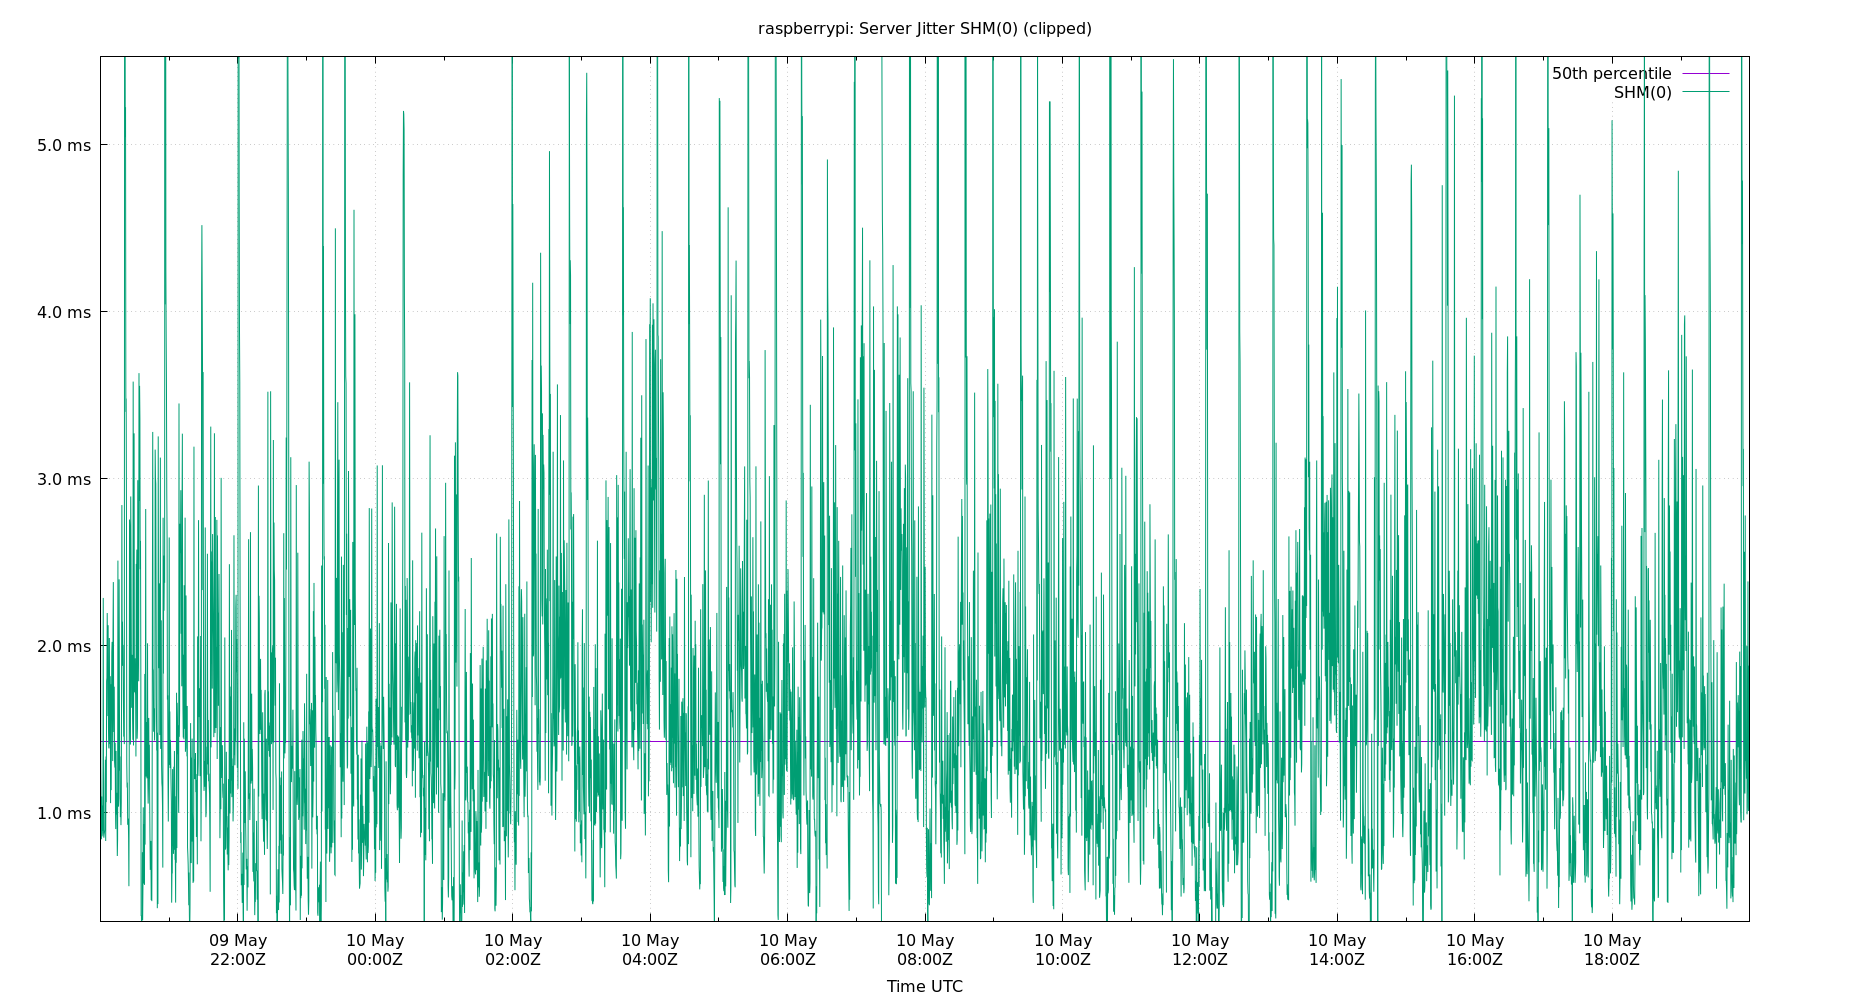 raspberrypi: Server Jitter SHM(0) (clipped)
50th percentile
SHM(0)
5.0 ms
4.0 ms
3.0 ms
2.0 ms
1.0 ms
09 May 10 May 10 May 10 May 10 May 10 May 10 May 10 May 10 May 10 May 10 May
22:00Z 00:00Z 02:00Z 04:00Z 06:00Z 08:00Z 10:00Z 12:00Z 14:00Z 16:00Z 18:00Z
Time UTC